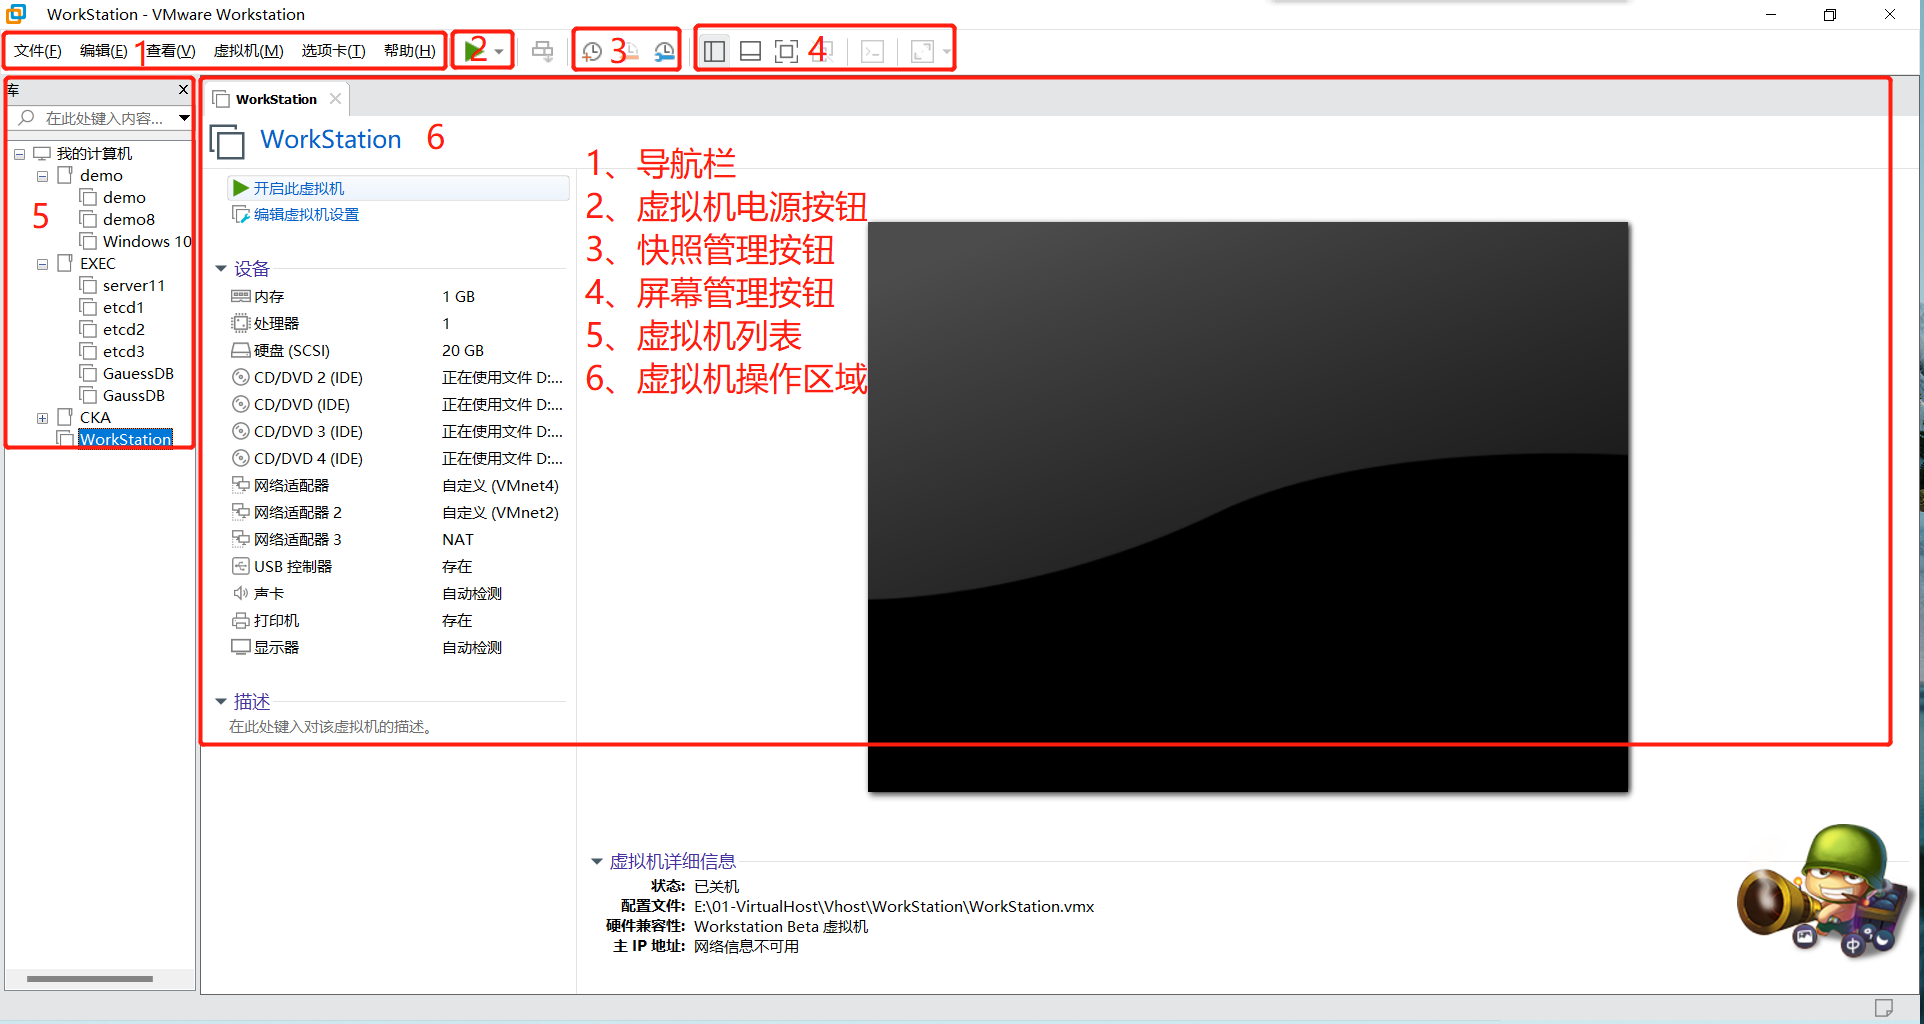 WorkStation - VMware Workstation
文件(F) 编辑(E) 1 查看(V) 虚拟机(M) 选项卡(T) 帮助(H) 2 3 4
库
在此处键入内容...
我的计算机
demo
demo
demo8
Windows 10
5
EXEC
server11
etcd1
etcd2
etcd3
GauessDB
GaussDB
CKA
WorkStation
WorkStation
WorkStation 6
开启此虚拟机
编辑虚拟机设置
设备
内存 1 GB
处理器 1
硬盘 (SCSI) 20 GB
CD/DVD 2 (IDE) 正在使用文件 D:...
CD/DVD (IDE) 正在使用文件 D:...
CD/DVD 3 (IDE) 正在使用文件 D:...
CD/DVD 4 (IDE) 正在使用文件 D:...
网络适配器 自定义 (VMnet4)
网络适配器 2 自定义 (VMnet2)
网络适配器 3 NAT
USB 控制器 存在
声卡 自动检测
打印机 存在
显示器 自动检测
描述
在此处键入对该虚拟机的描述。
1、导航栏
2、虚拟机电源按钮
3、快照管理按钮
4、屏幕管理按钮
5、虚拟机列表
6、虚拟机操作区域
虚拟机详细信息
状态: 已关机
配置文件: E:\01-VirtualHost\Vhost\WorkStation\WorkStation.vmx
硬件兼容性: Workstation Beta 虚拟机
主 IP 地址: 网络信息不可用
中